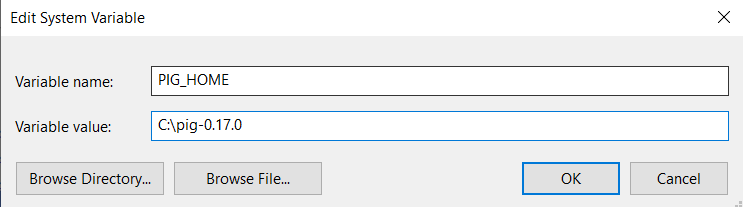 Edit System Variable
Variable name: PIG_HOME
Variable value: C:\pig-0.17.0
Browse Directory... Browse File... OK Cancel